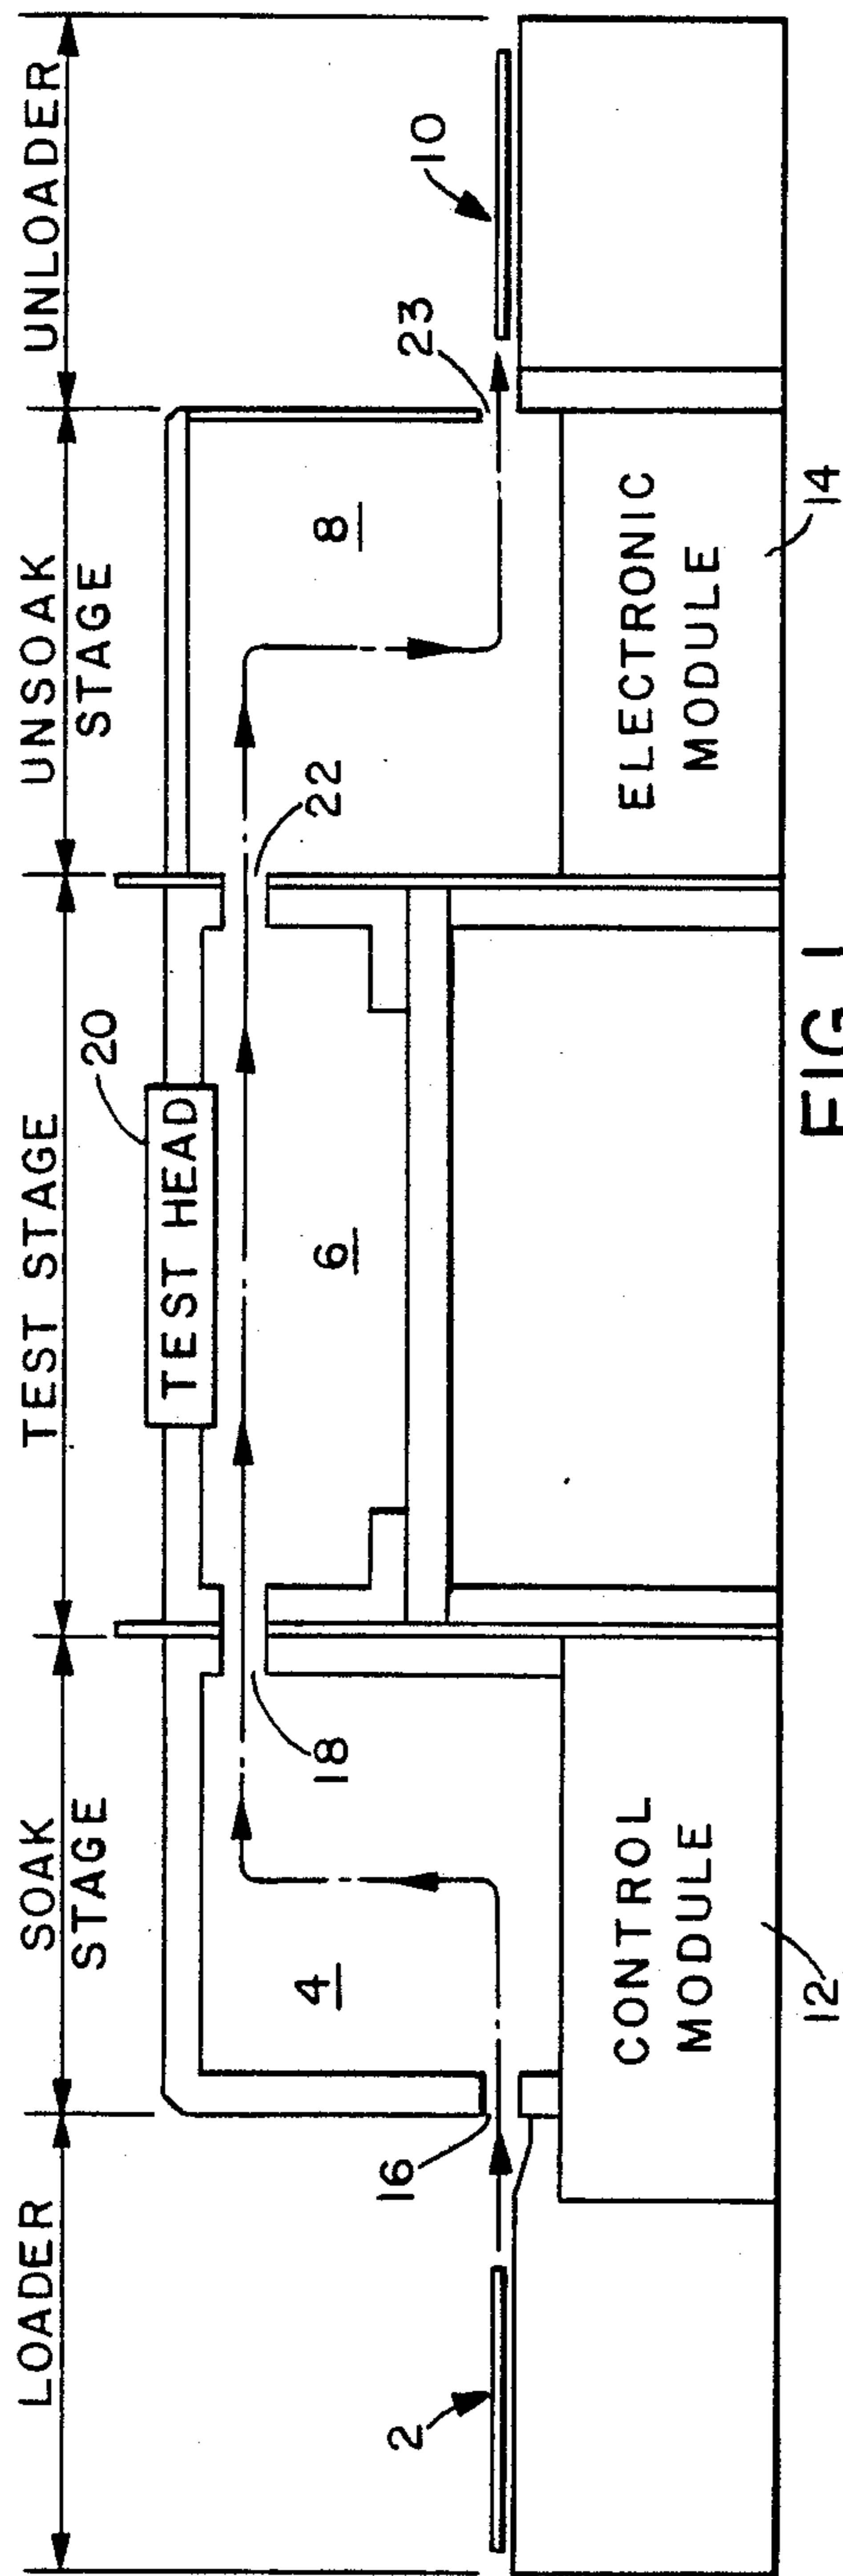 LOADER
SOAK
STAGE
TEST STAGE
UNSOAK
STAGE
UNLOADER
20
TEST HEAD
2
16
4
18
6
22
8
23
10
CONTROL
MODULE
12
ELECTRONIC
MODULE
14
FIG. 1